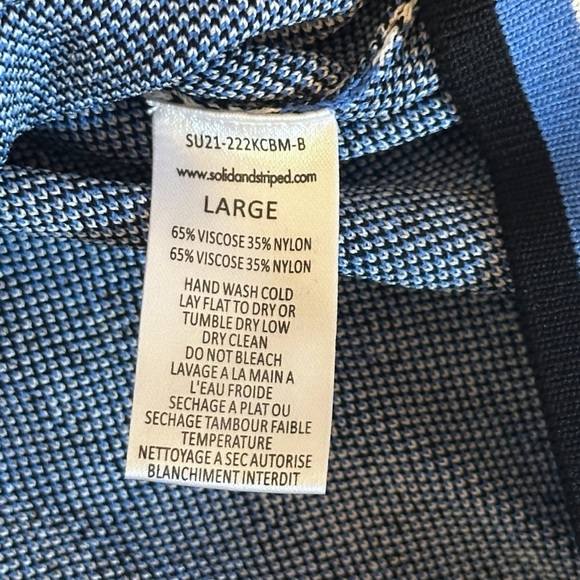 SU21-222KCBM-B
www.solidandstriped.com
LARGE
65% VISCOSE 35% NYLON
65% VISCOSE 35% NYLON
HAND WASH COLD
LAY FLAT TO DRY OR
TUMBLE DRY LOW
DRY CLEAN
DO NOT BLEACH
LAVAGE A LA MAIN A
L'EAU FROIDE
SECHAGE A PLAT OU
SECHAGE TAMBOUR FAIBLE
TEMPERATURE
NETTOYAGE A SEC AUTORISE
BLANCHIMENT INTERDIT